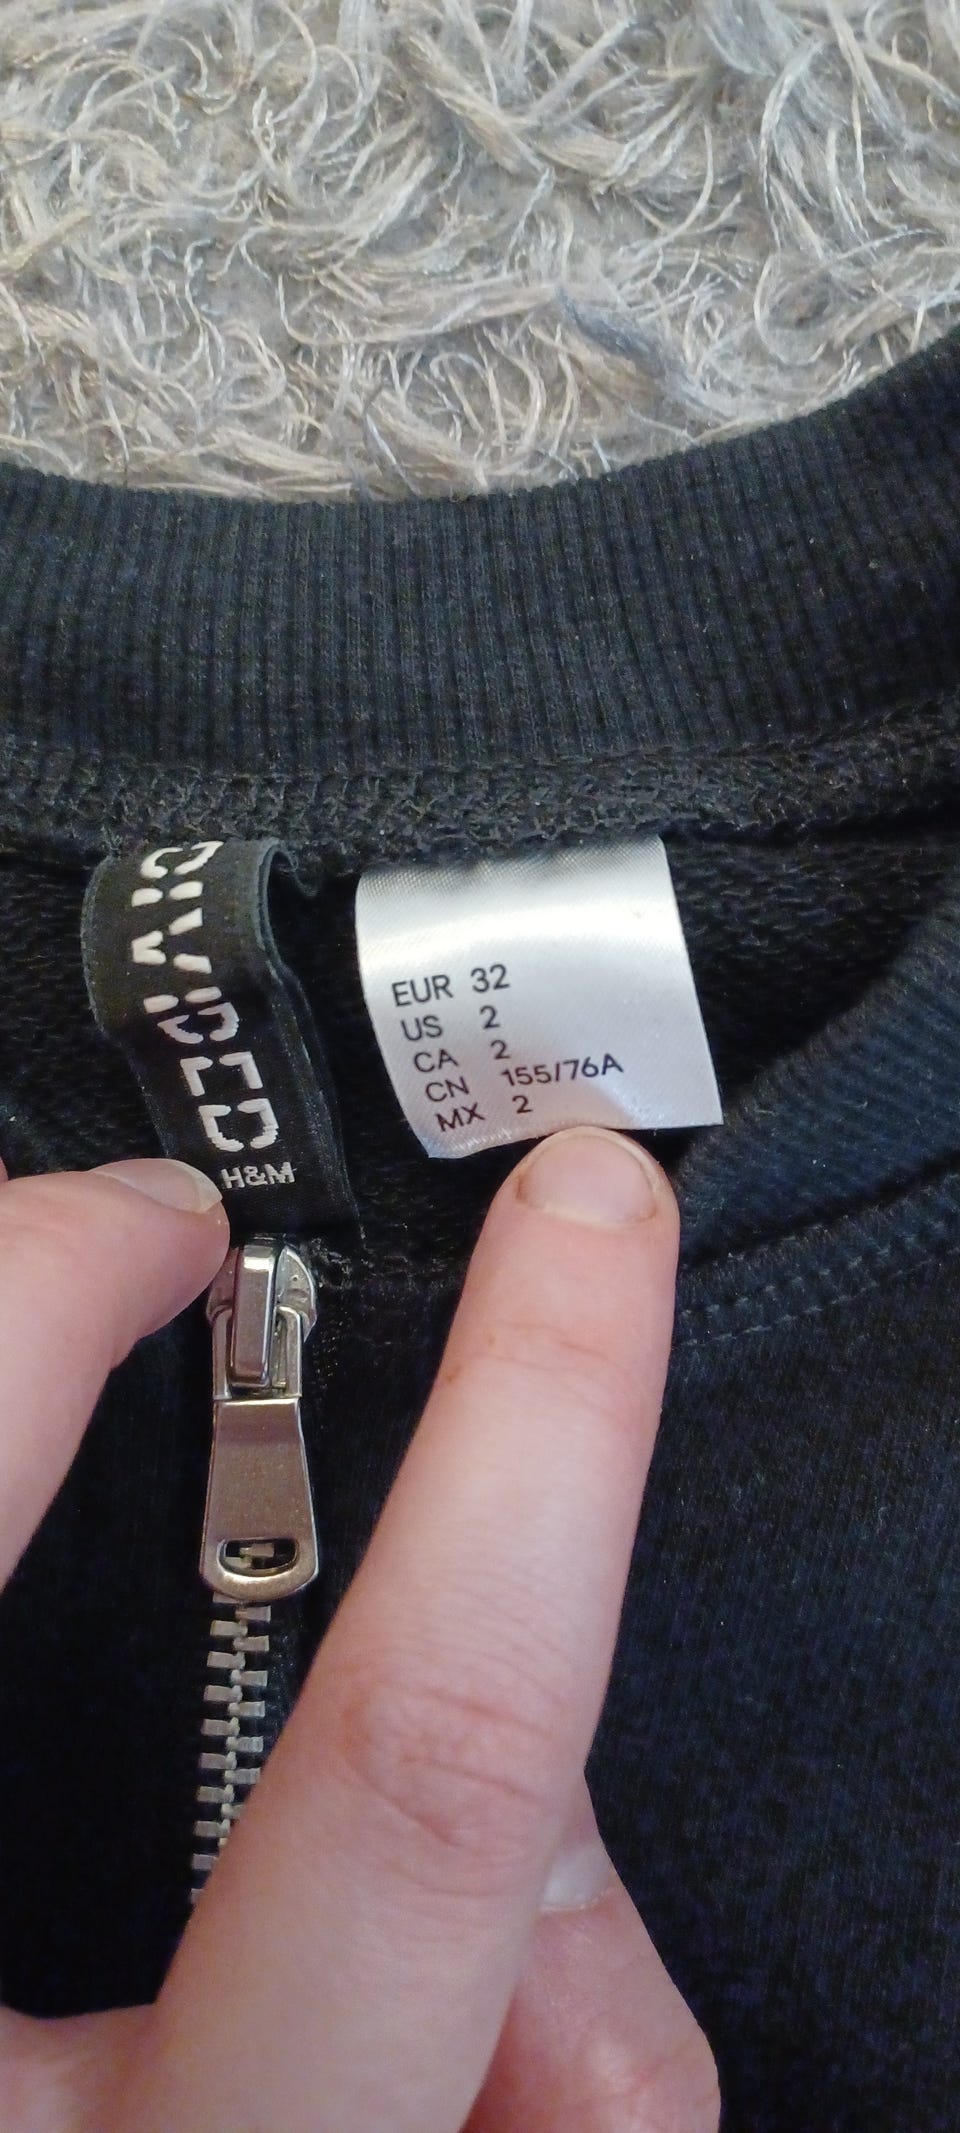 DIVIDED
H&M
EUR 32
US 2
CA 2
CN 155/76A
MX 2